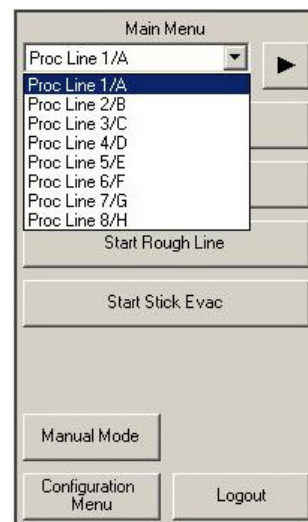 Main Menu
Proc Line 1/A
Proc Line 1/A
Proc Line 2/B
Proc Line 3/C
Proc Line 4/D
Proc Line 5/E
Proc Line 6/F
Proc Line 7/G
Proc Line 8/H
Start Rough Line
Start Stick Evac
Manual Mode
Configuration
Menu
Logout